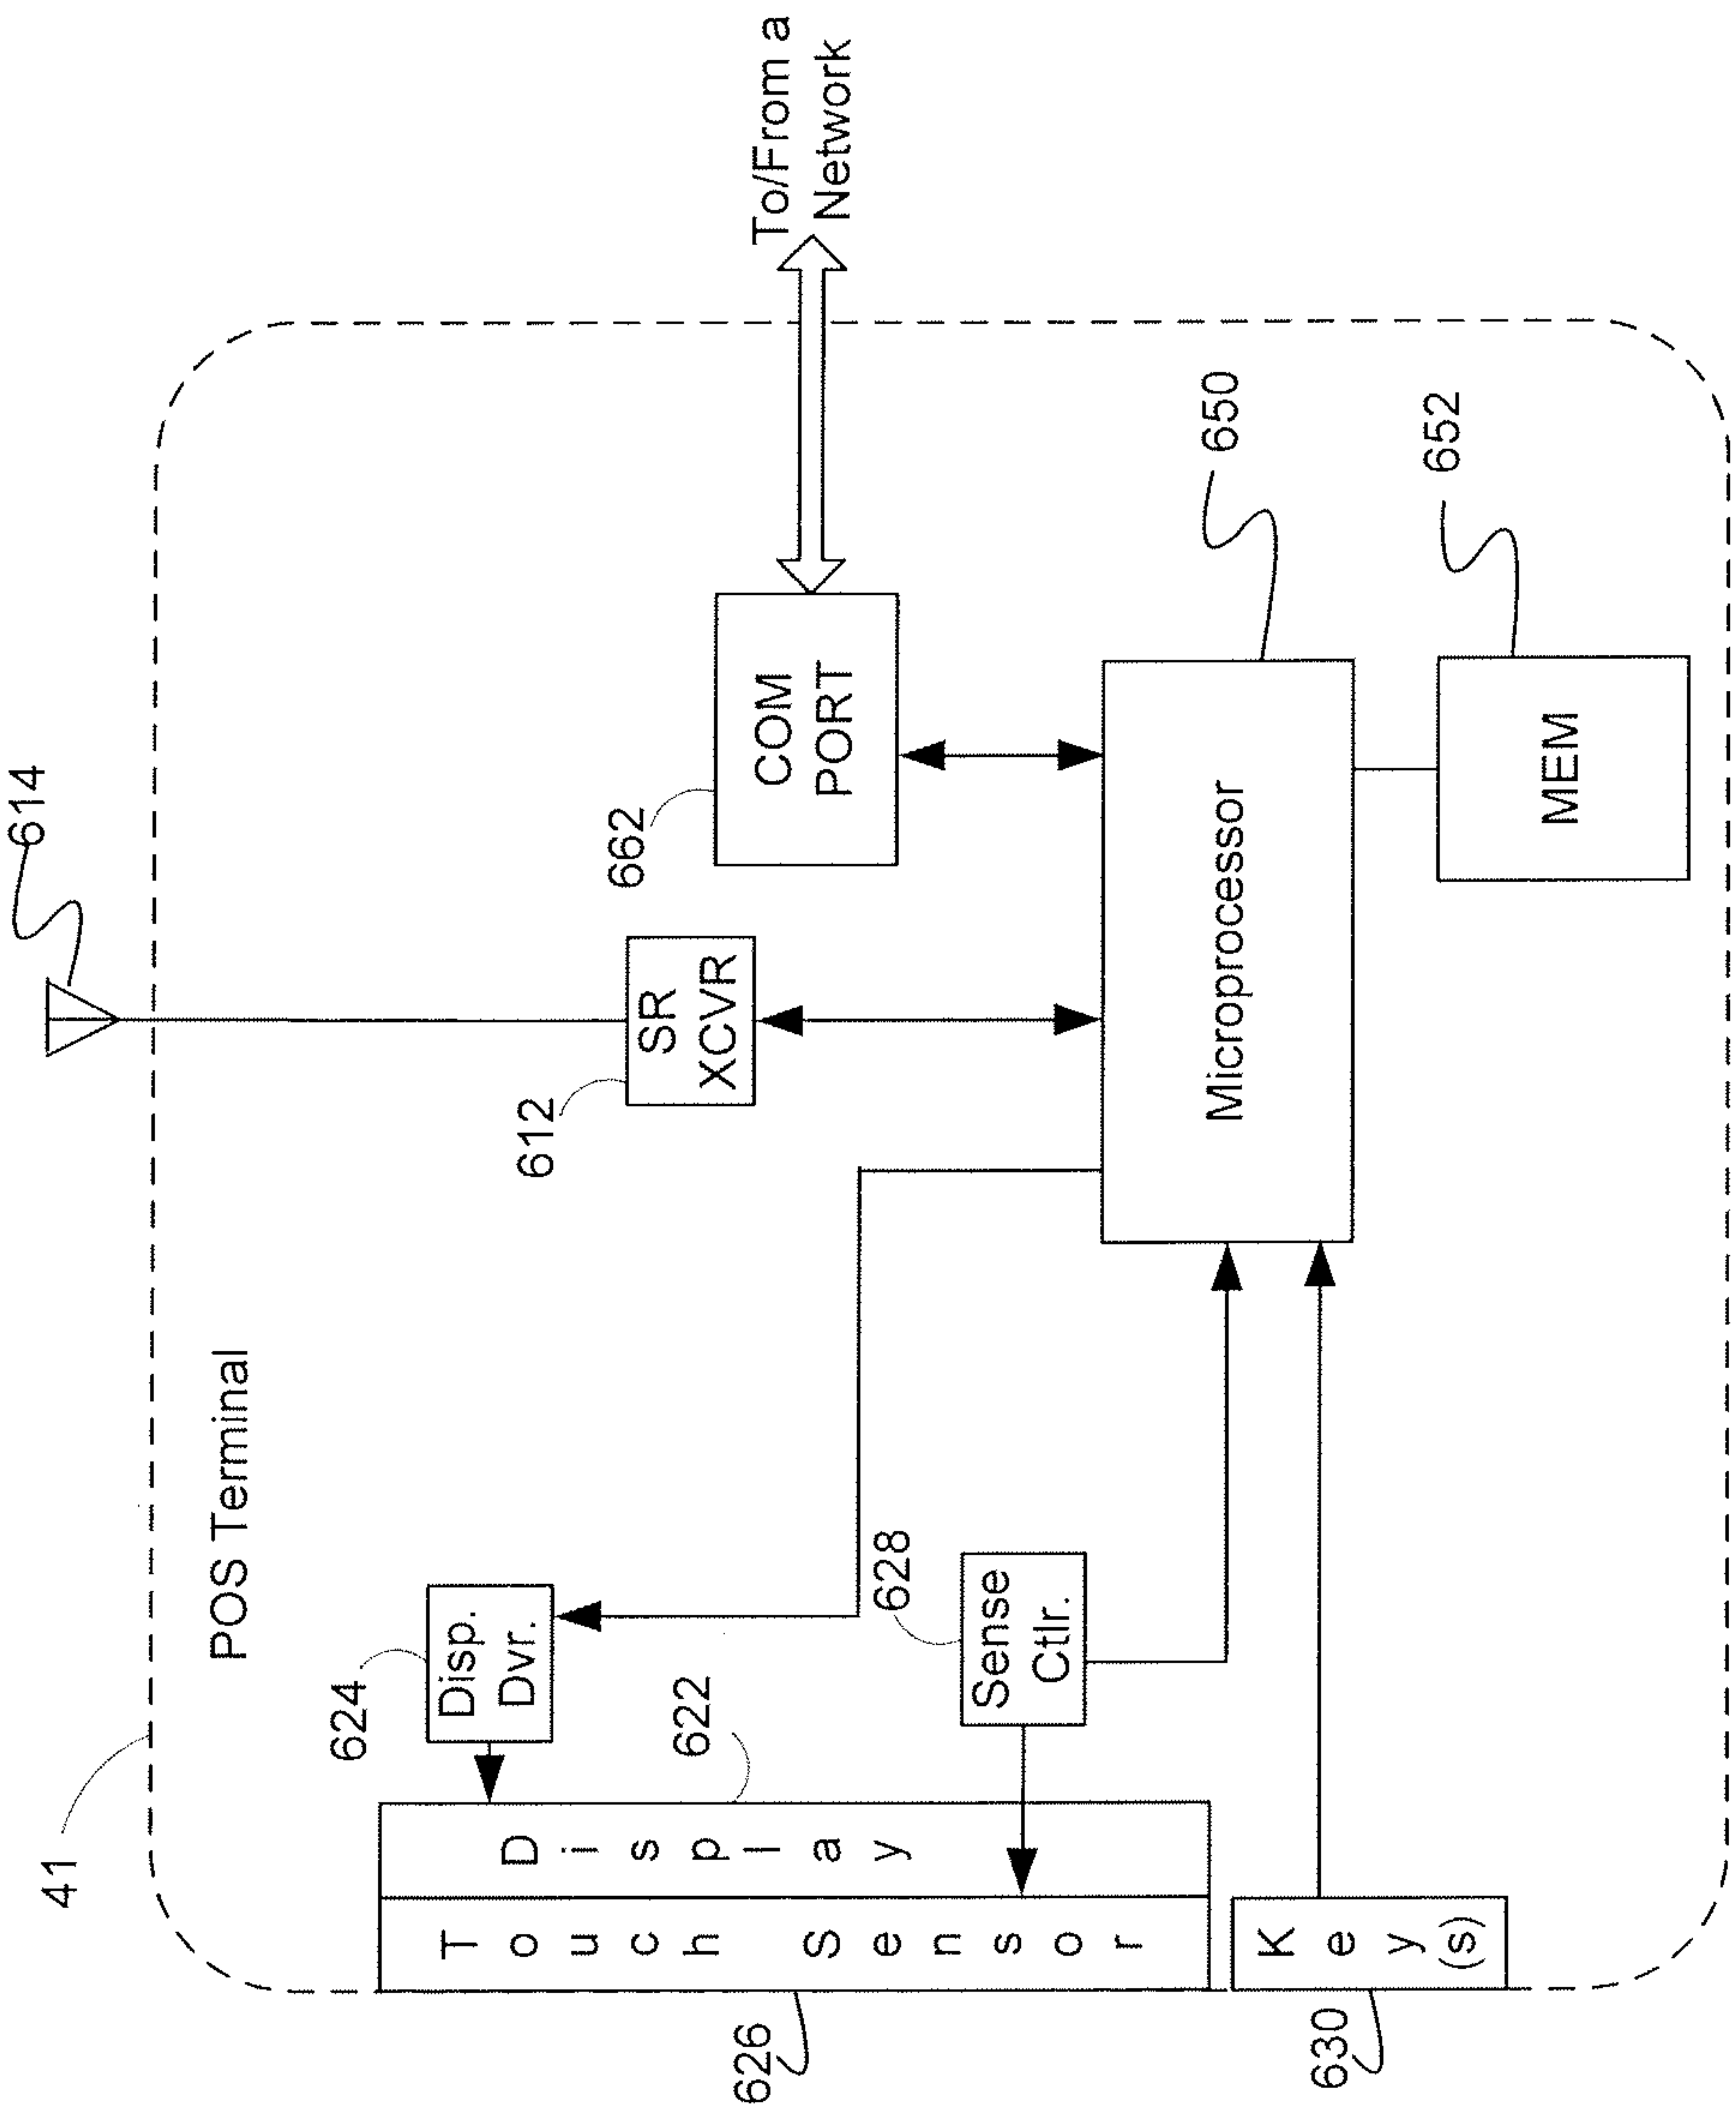 614
To/From a
Network
41
POS Terminal
612
SR
XCVR
662
COM
PORT
624
Disp.
Dvr.
622
628
Sense
Ctlr.
Microprocessor
650
652
MEM
Display
Touch Sensor
626
Key(s)
630